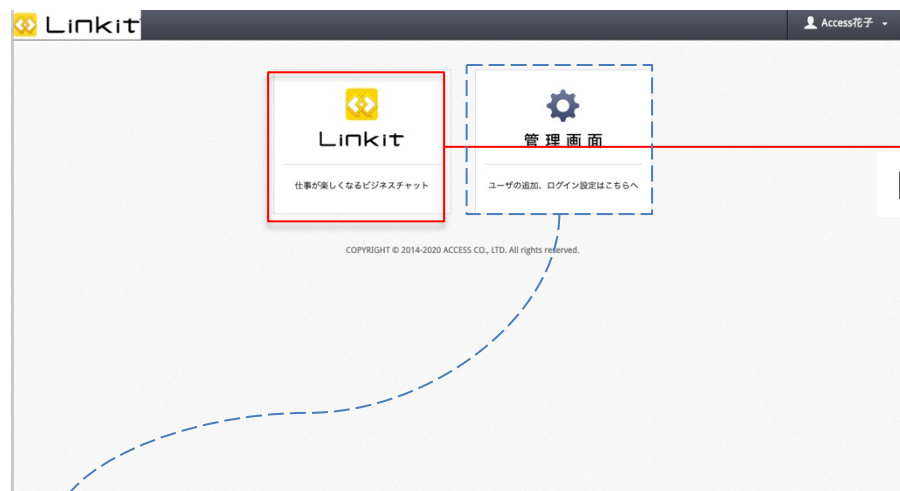 Linkit
Access花子
Linkit
管理画面
仕事が楽しくなるビジネスチャット
ユーザの追加、ログイン設定はこちらへ
COPYRIGHT © 2014-2020 ACCESS CO., LTD. All rights reserved.